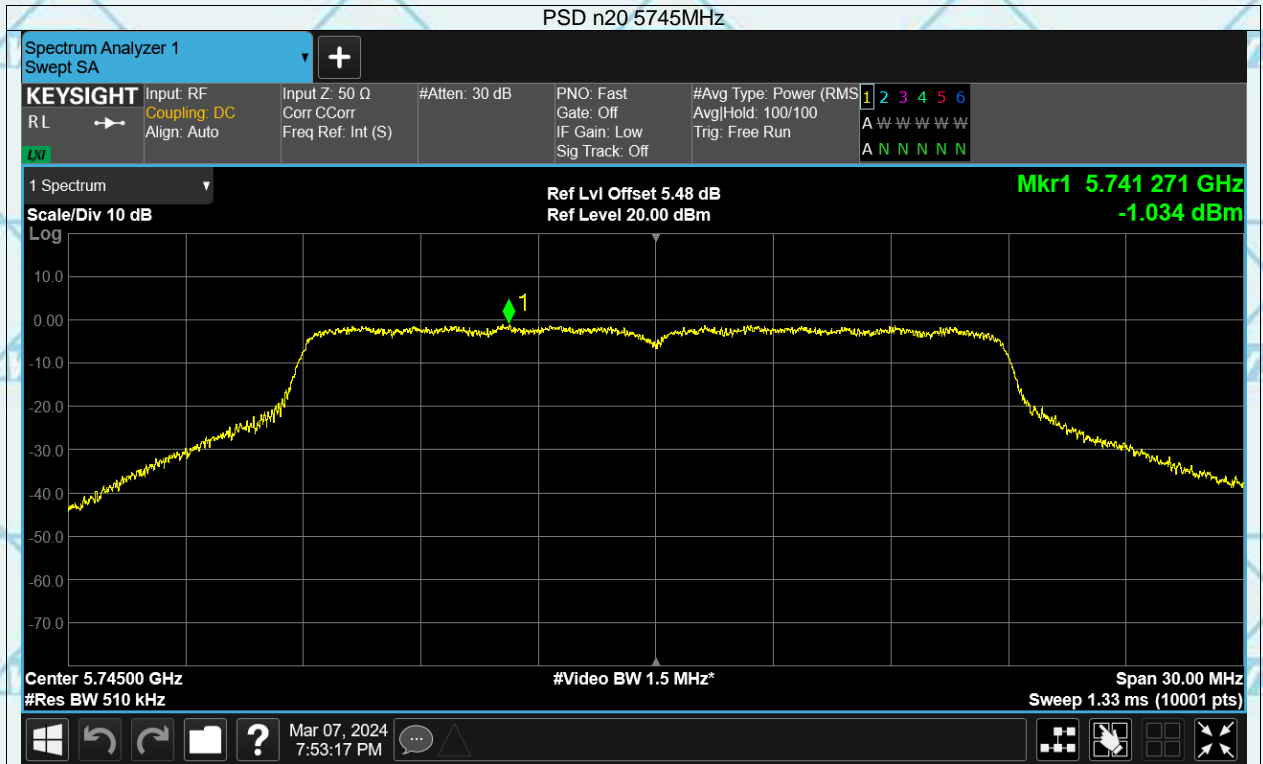 PSD n20 5745MHz
Spectrum Analyzer 1
Swept SA
KEYSIGHT
RL
LXI
Input: RF
Coupling: DC
Align: Auto
Input Z: 50 Ω
Corr CCorr
Freq Ref: Int (S)
#Atten: 30 dB
PNO: Fast
Gate: Off
IF Gain: Low
Sig Track: Off
#Avg Type: Power (RMS
Avg|Hold: 100/100
Trig: Free Run
1 2 3 4 5 6
A W W W W W
A N N N N N
1 Spectrum
Scale/Div 10 dB
Ref Lvl Offset 5.48 dB
Ref Level 20.00 dBm
Mkr1 5.741 271 GHz
-1.034 dBm
Log
10.0
0.00
-10.0
-20.0
-30.0
-40.0
-50.0
-60.0
-70.0
1
Center 5.74500 GHz
#Res BW 510 kHz
#Video BW 1.5 MHz*
Span 30.00 MHz
Sweep 1.33 ms (10001 pts)
?
Mar 07, 2024
7:53:17 PM